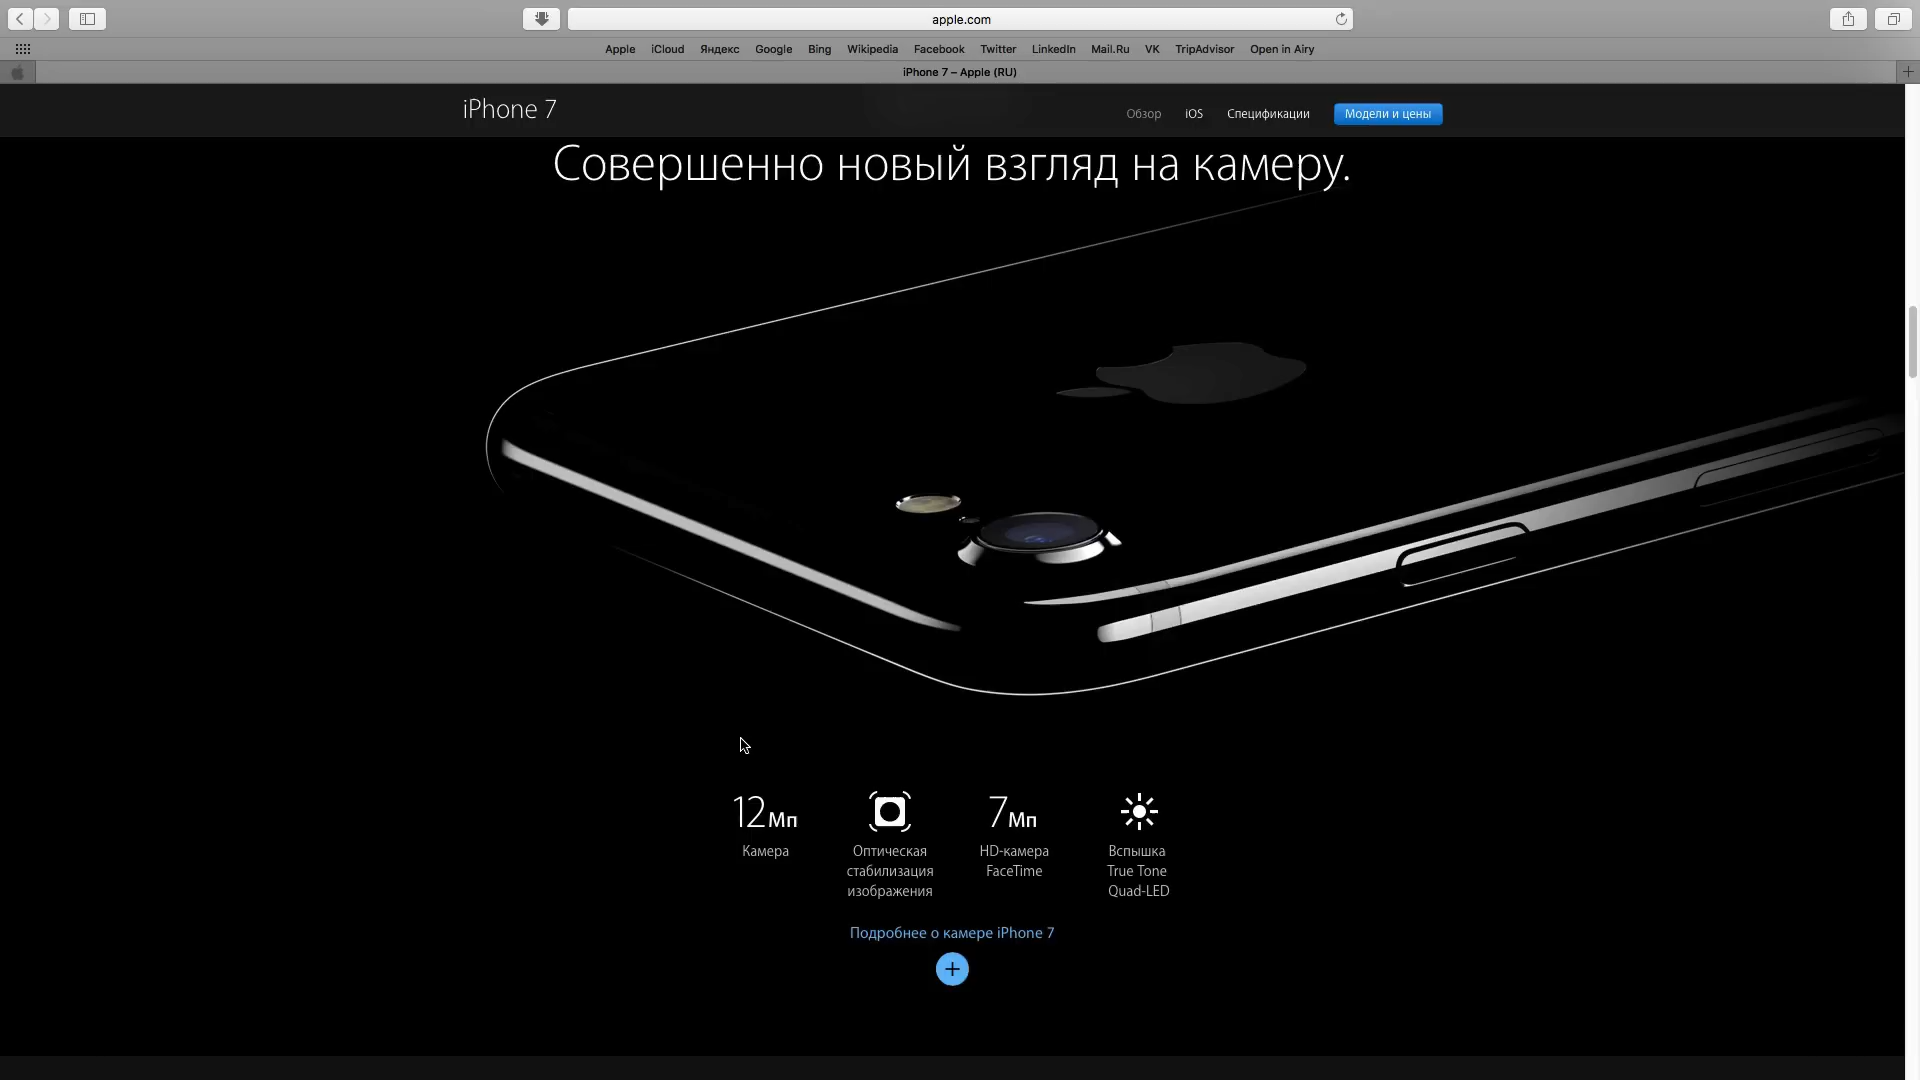 apple.com
Apple iCloud Яндекс Google Bing Wikipedia Facebook Twitter LinkedIn Mail.Ru VK TripAdvisor Open in Airy
iPhone 7 – Apple (RU)
iPhone 7
Обзор iOS Спецификации Модели и цены
Совершенно новый взгляд на камеру.
12Мп
Камера
Оптическая
стабилизация
изображения
7Мп
HD-камера
FaceTime
Вспышка
True Tone
Quad-LED
Подробнее о камере iPhone 7